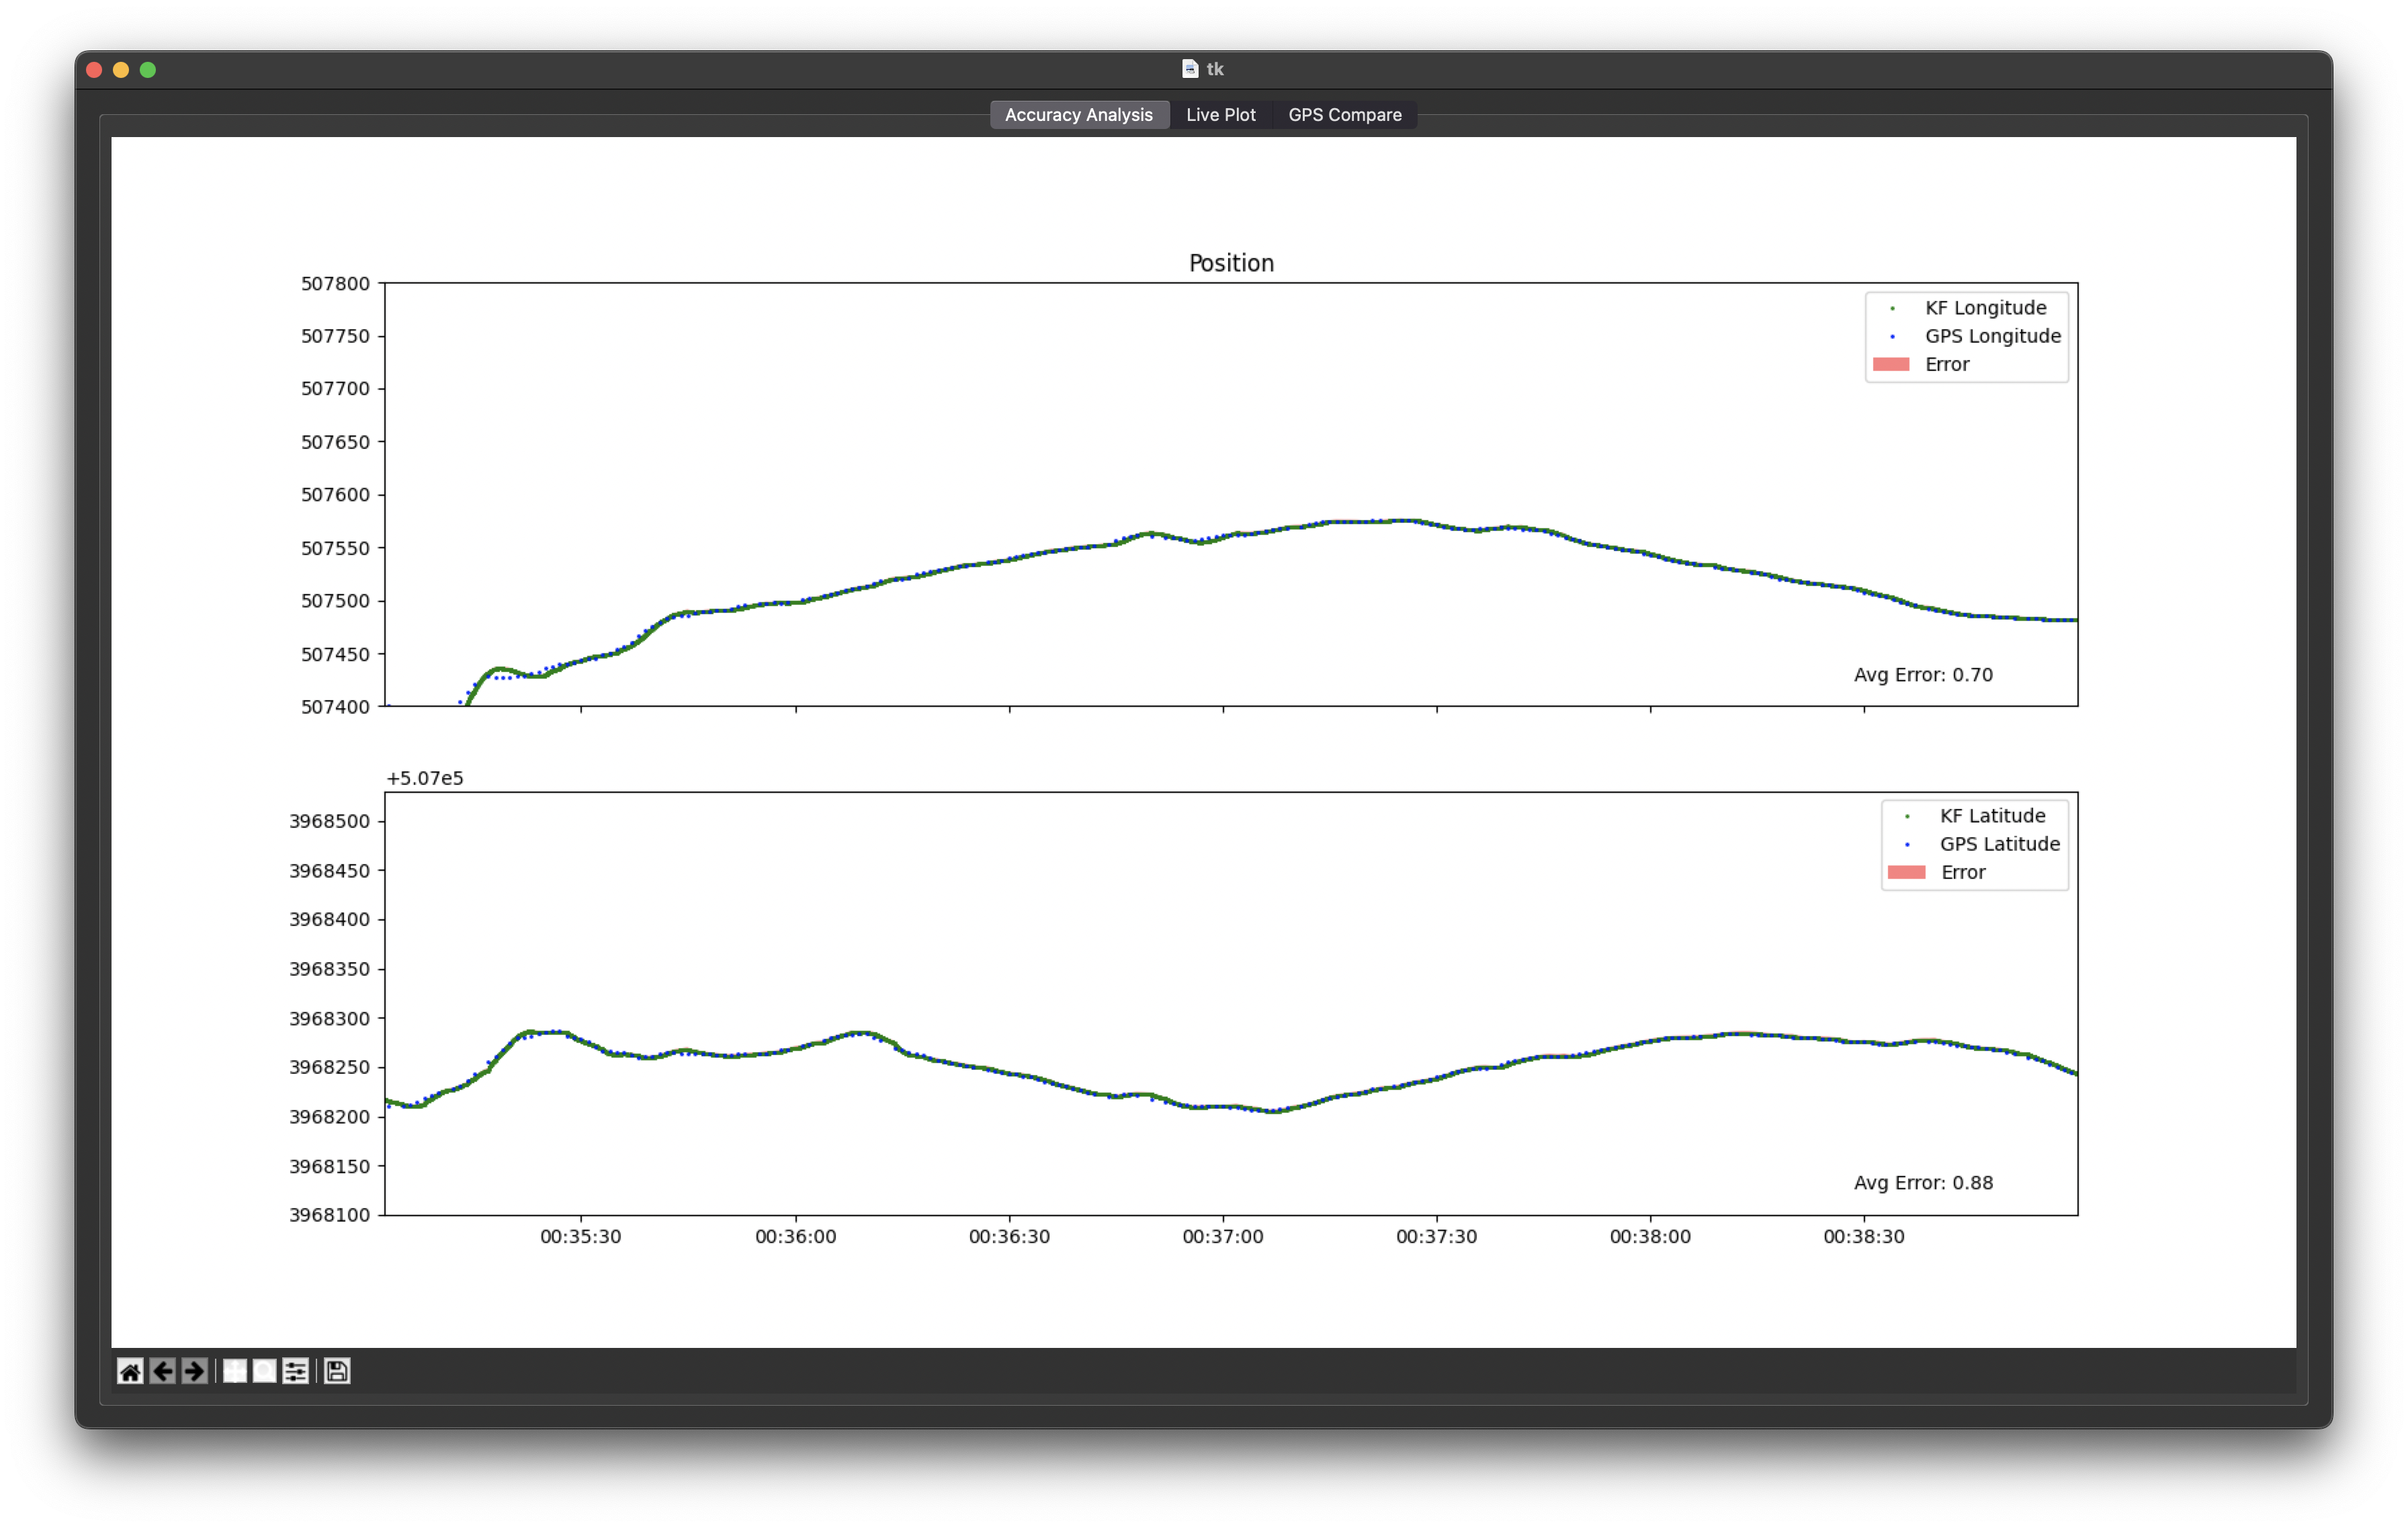 tk
Accuracy Analysis Live Plot GPS Compare
Position
507800
507750
507700
507650
507600
507550
507500
507450
507400
KF Longitude
GPS Longitude
Error
Avg Error: 0.70
+5.07e5
3968500
3968450
3968400
3968350
3968300
3968250
3968200
3968150
3968100
KF Latitude
GPS Latitude
Error
Avg Error: 0.88
00:35:30 00:36:00 00:36:30 00:37:00 00:37:30 00:38:00 00:38:30